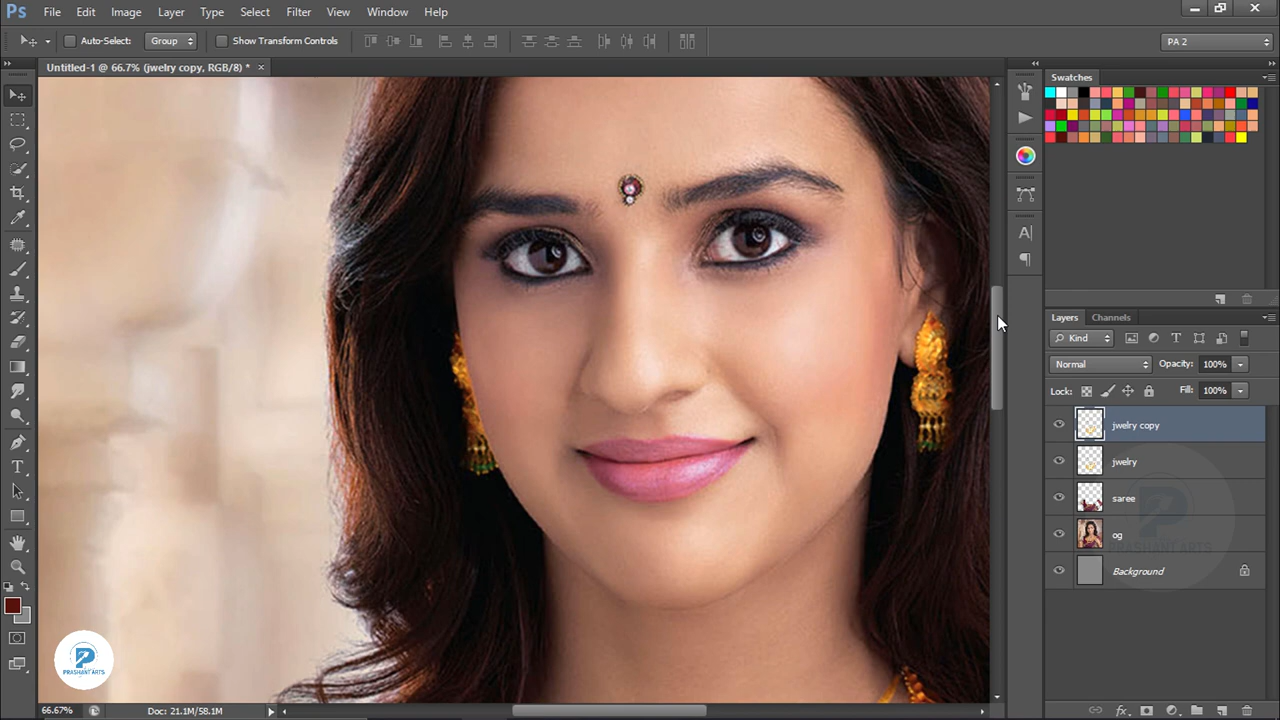 Ps File Edit Image Layer Type Select Filter View Window Help
Auto-Select: Group Show Transform Controls PA 2
Untitled-1 @ 66.7% (jwelry copy, RGB/8) * ×
Swatches
Layers Channels
Kind
Normal Opacity: 100%
Lock: Fill: 100%
jwelry copy
jwelry
saree
og
PRASHANT ARTS
Background
PRASHANT ARTS
66.67% Doc: 21.1M/58.1M